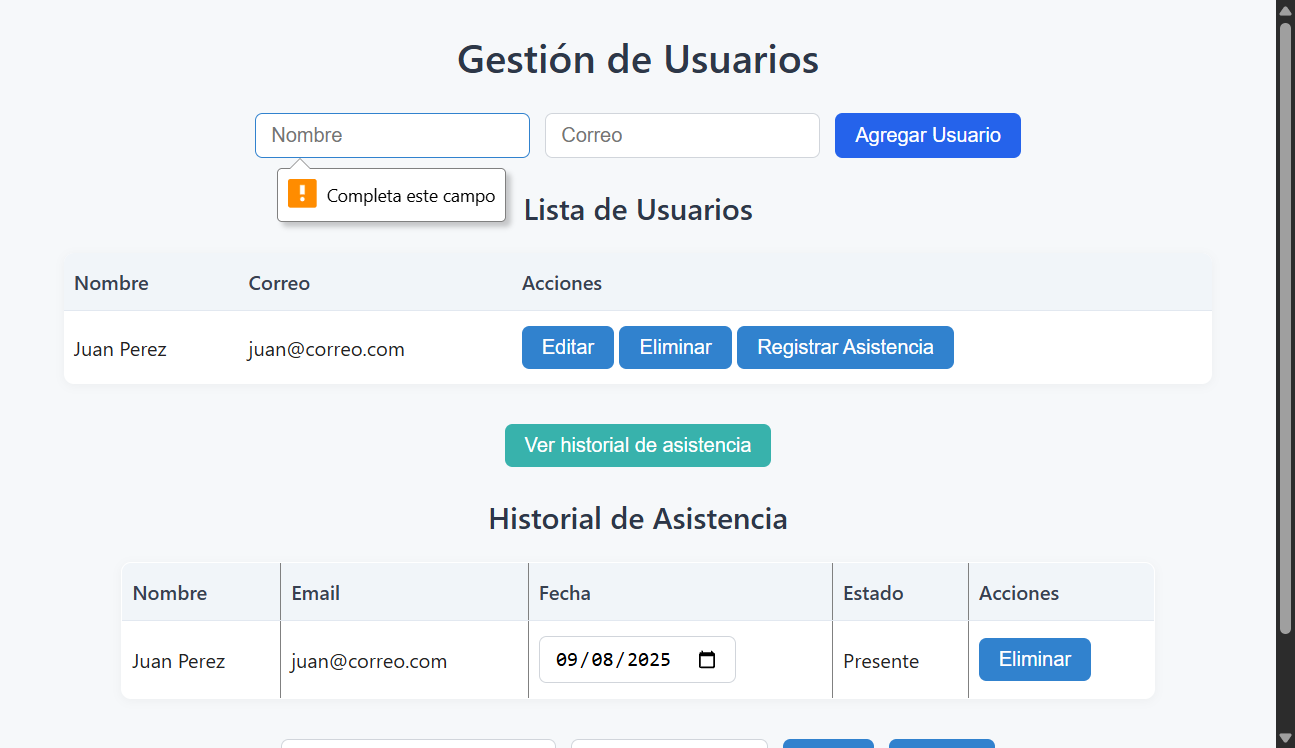 Gestión de Usuarios
Nombre Correo Agregar Usuario
Completa este campo
Lista de Usuarios
Nombre Correo Acciones
Juan Perez juan@correo.com Editar Eliminar Registrar Asistencia
Ver historial de asistencia
Historial de Asistencia
Nombre Email Fecha Estado Acciones
Juan Perez juan@correo.com 09/08/2025 Presente Eliminar